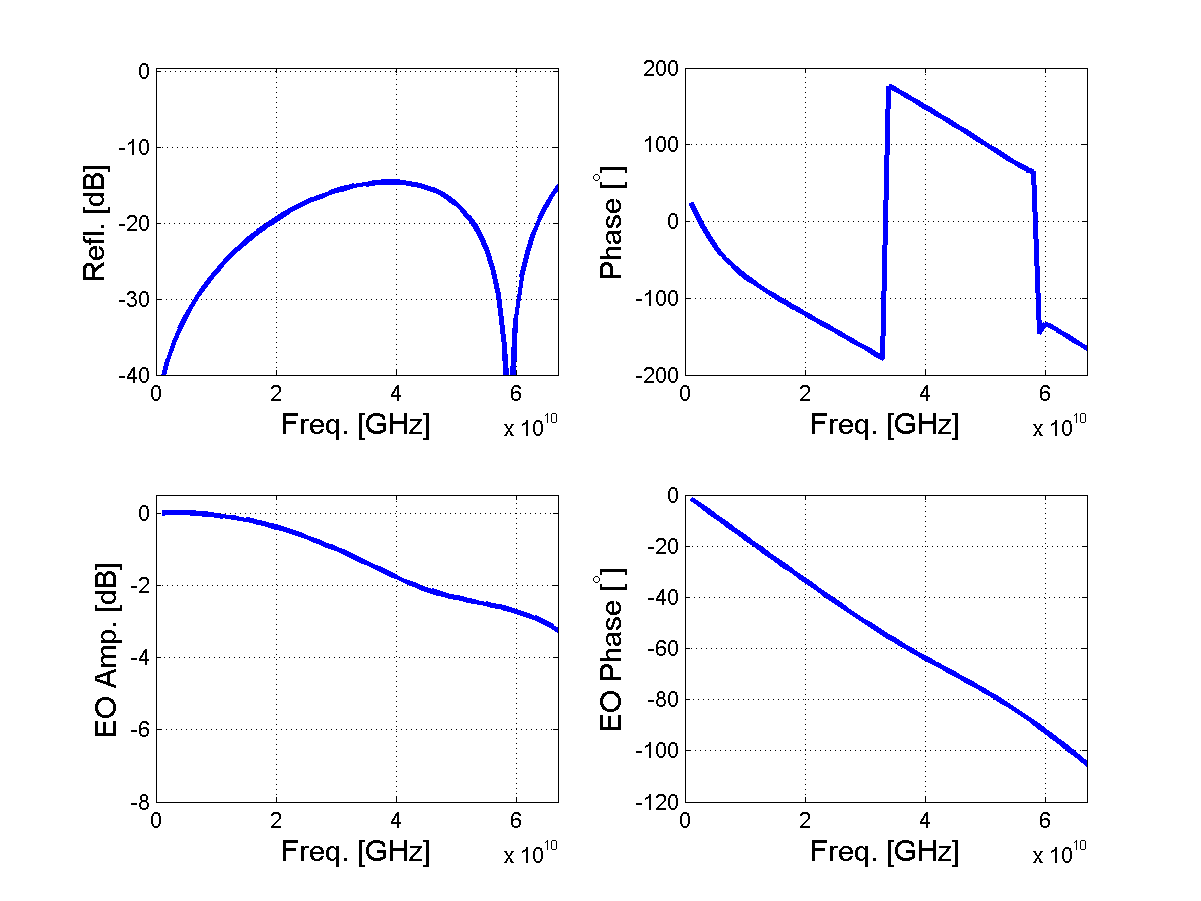 0
-10
-20
-30
-40
Refl. [dB]
0 2 4 6
Freq. [GHz]
x 10^10
200
100
0
-100
-200
Phase [°]
0 2 4 6
Freq. [GHz]
x 10^10
0
-2
-4
-6
-8
EO Amp. [dB]
0 2 4 6
Freq. [GHz]
x 10^10
0
-20
-40
-60
-80
-100
-120
EO Phase [°]
0 2 4 6
Freq. [GHz]
x 10^10